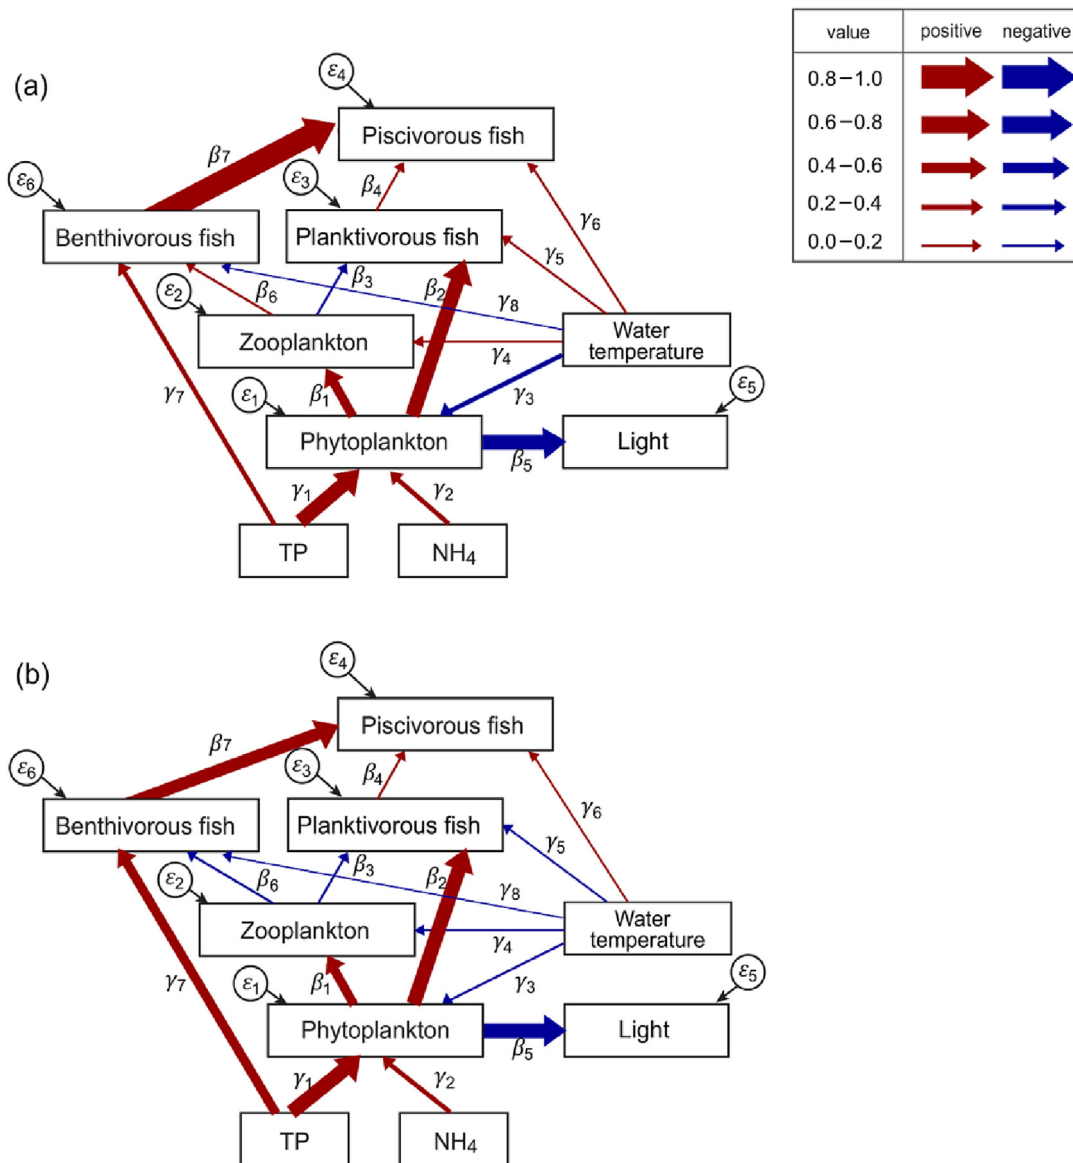 value positive negative
0.8−1.0
0.6−0.8
0.4−0.6
0.2−0.4
0.0−0.2
(a)
ε4
Piscivorous fish
β7
ε6
ε3
β4
Benthivorous fish
Planktivorous fish
γ6
γ5
ε2
β6
β3
β2
γ8
Zooplankton
Water
temperature
γ4
γ7
ε1
β1
γ3
ε5
Phytoplankton
β5
Light
γ1
γ2
TP
NH4
(b)
ε4
Piscivorous fish
β7
ε6
ε3
β4
Benthivorous fish
Planktivorous fish
γ6
γ5
ε2
β6
β3
β2
γ8
Zooplankton
Water
temperature
γ4
γ7
ε1
β1
γ3
ε5
Phytoplankton
β5
Light
γ1
γ2
TP
NH4